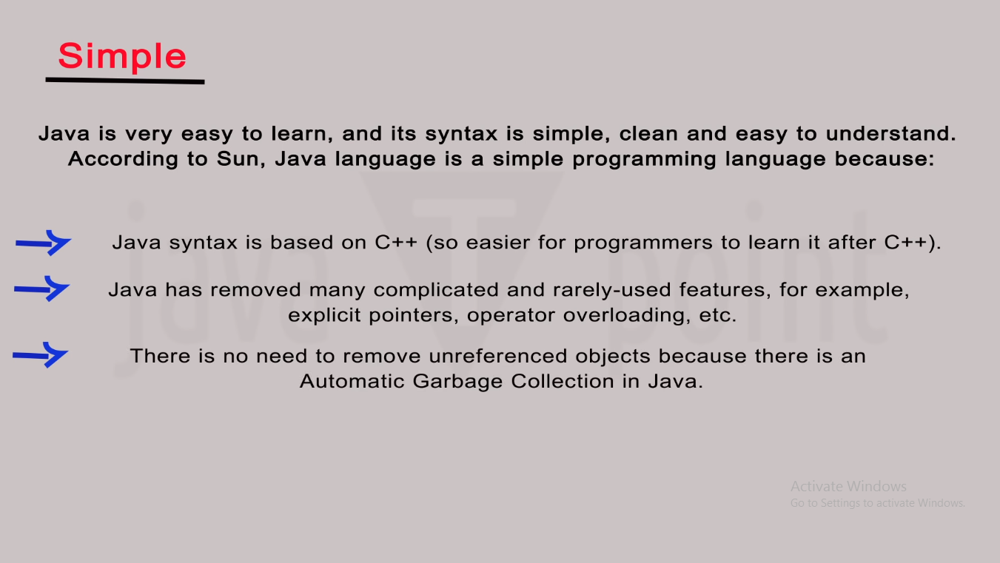 Simple
Java is very easy to learn, and its syntax is simple, clean and easy to understand.
According to Sun, Java language is a simple programming language because:
Java syntax is based on C++ (so easier for programmers to learn it after C++).
Java has removed many complicated and rarely-used features, for example,
explicit pointers, operator overloading, etc.
There is no need to remove unreferenced objects because there is an
Automatic Garbage Collection in Java.
java T point
Activate Windows
Go to Settings to activate Windows.